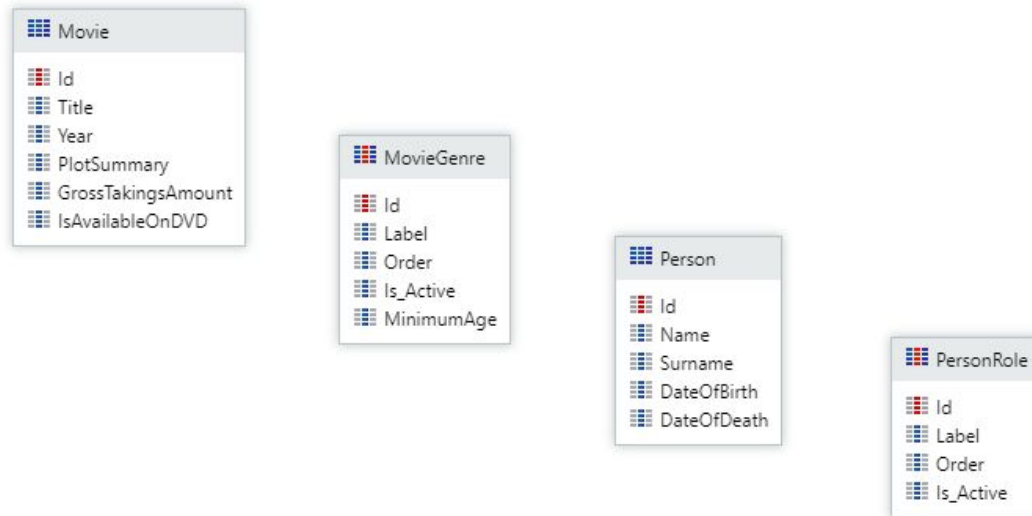 Movie
Id
Title
Year
PlotSummary
GrossTakingsAmount
IsAvailableOnDVD
MovieGenre
Id
Label
Order
Is_Active
MinimumAge
Person
Id
Name
Surname
DateOfBirth
DateOfDeath
PersonRole
Id
Label
Order
Is_Active